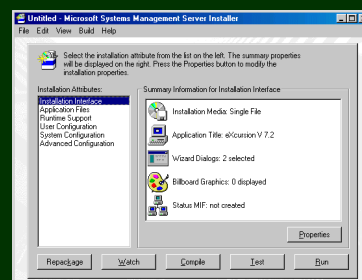 Untitled - Microsoft Systems Management Server Installer
File Edit View Build Help
Select the installation attribute from the list on the left. The summary properties
will be displayed on the right. Press the Properties button to modify the
installation properties.
Installation Attributes:
Installation Interface
Application Files
Runtime Support
User Configuration
System Configuration
Advanced Configuration
Summary Information for Installation Interface
Installation Media: Single File
Application Title: eXcursion V 7.2
Wizard Dialogs: 2 selected
Billboard Graphics: 0 displayed
Status MIF: not created
Properties
Repackage Watch Compile Test Run